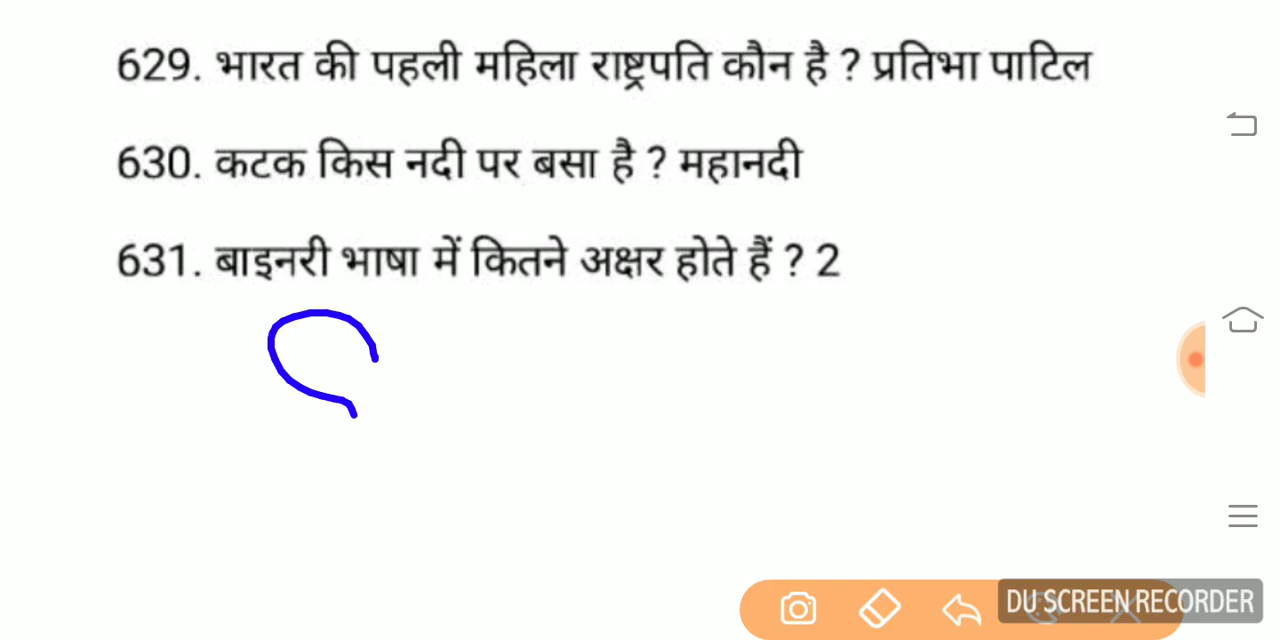 629. भारत की पहली महिला राष्ट्रपति कौन है ? प्रतिभा पाटिल
630. कटक किस नदी पर बसा है ? महानदी
631. बाइनरी भाषा में कितने अक्षर होते हैं ? 2
DU SCREEN RECORDER